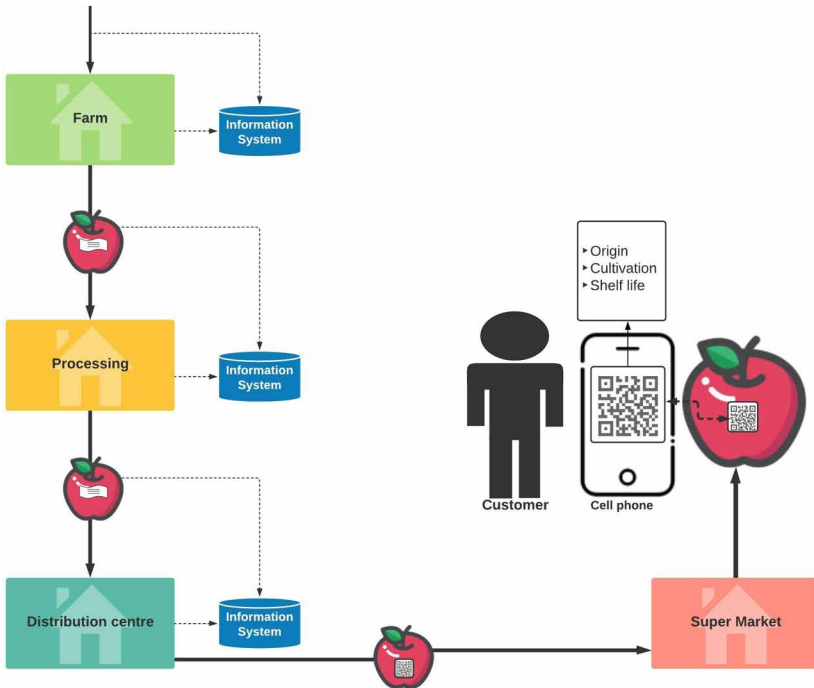 Farm
Information
System
Origin
Cultivation
Shelf life
Processing
Information
System
Customer
Cell phone
Distribution centre
Information
System
Super Market